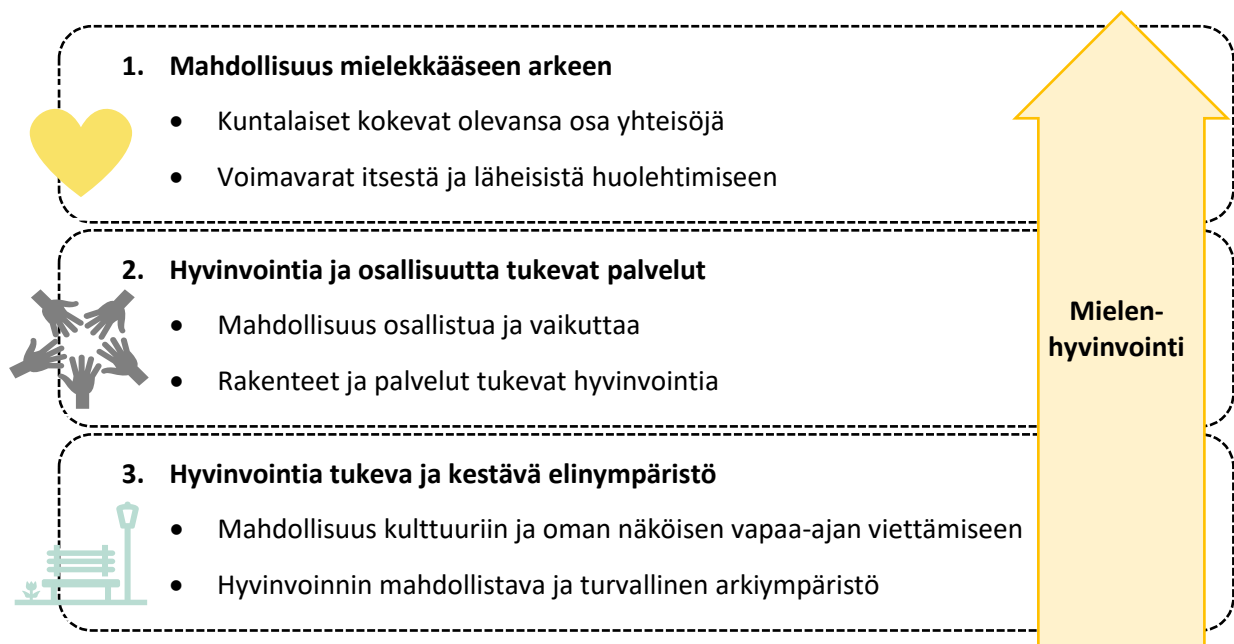 1. Mahdollisuus mielekkääseen arkeen
• Kuntalaiset kokevat olevansa osa yhteisöjä
• Voimavarat itsestä ja läheisistä huolehtimiseen
2. Hyvinvointia ja osallisuutta tukevat palvelut
• Mahdollisuus osallistua ja vaikuttaa
• Rakenteet ja palvelut tukevat hyvinvointia
3. Hyvinvointia tukeva ja kestävä elinympäristö
• Mahdollisuus kulttuuriin ja oman näköisen vapaa-ajan viettämiseen
• Hyvinvoinnin mahdollistava ja turvallinen arkiympäristö
Mielen-
hyvinvointi